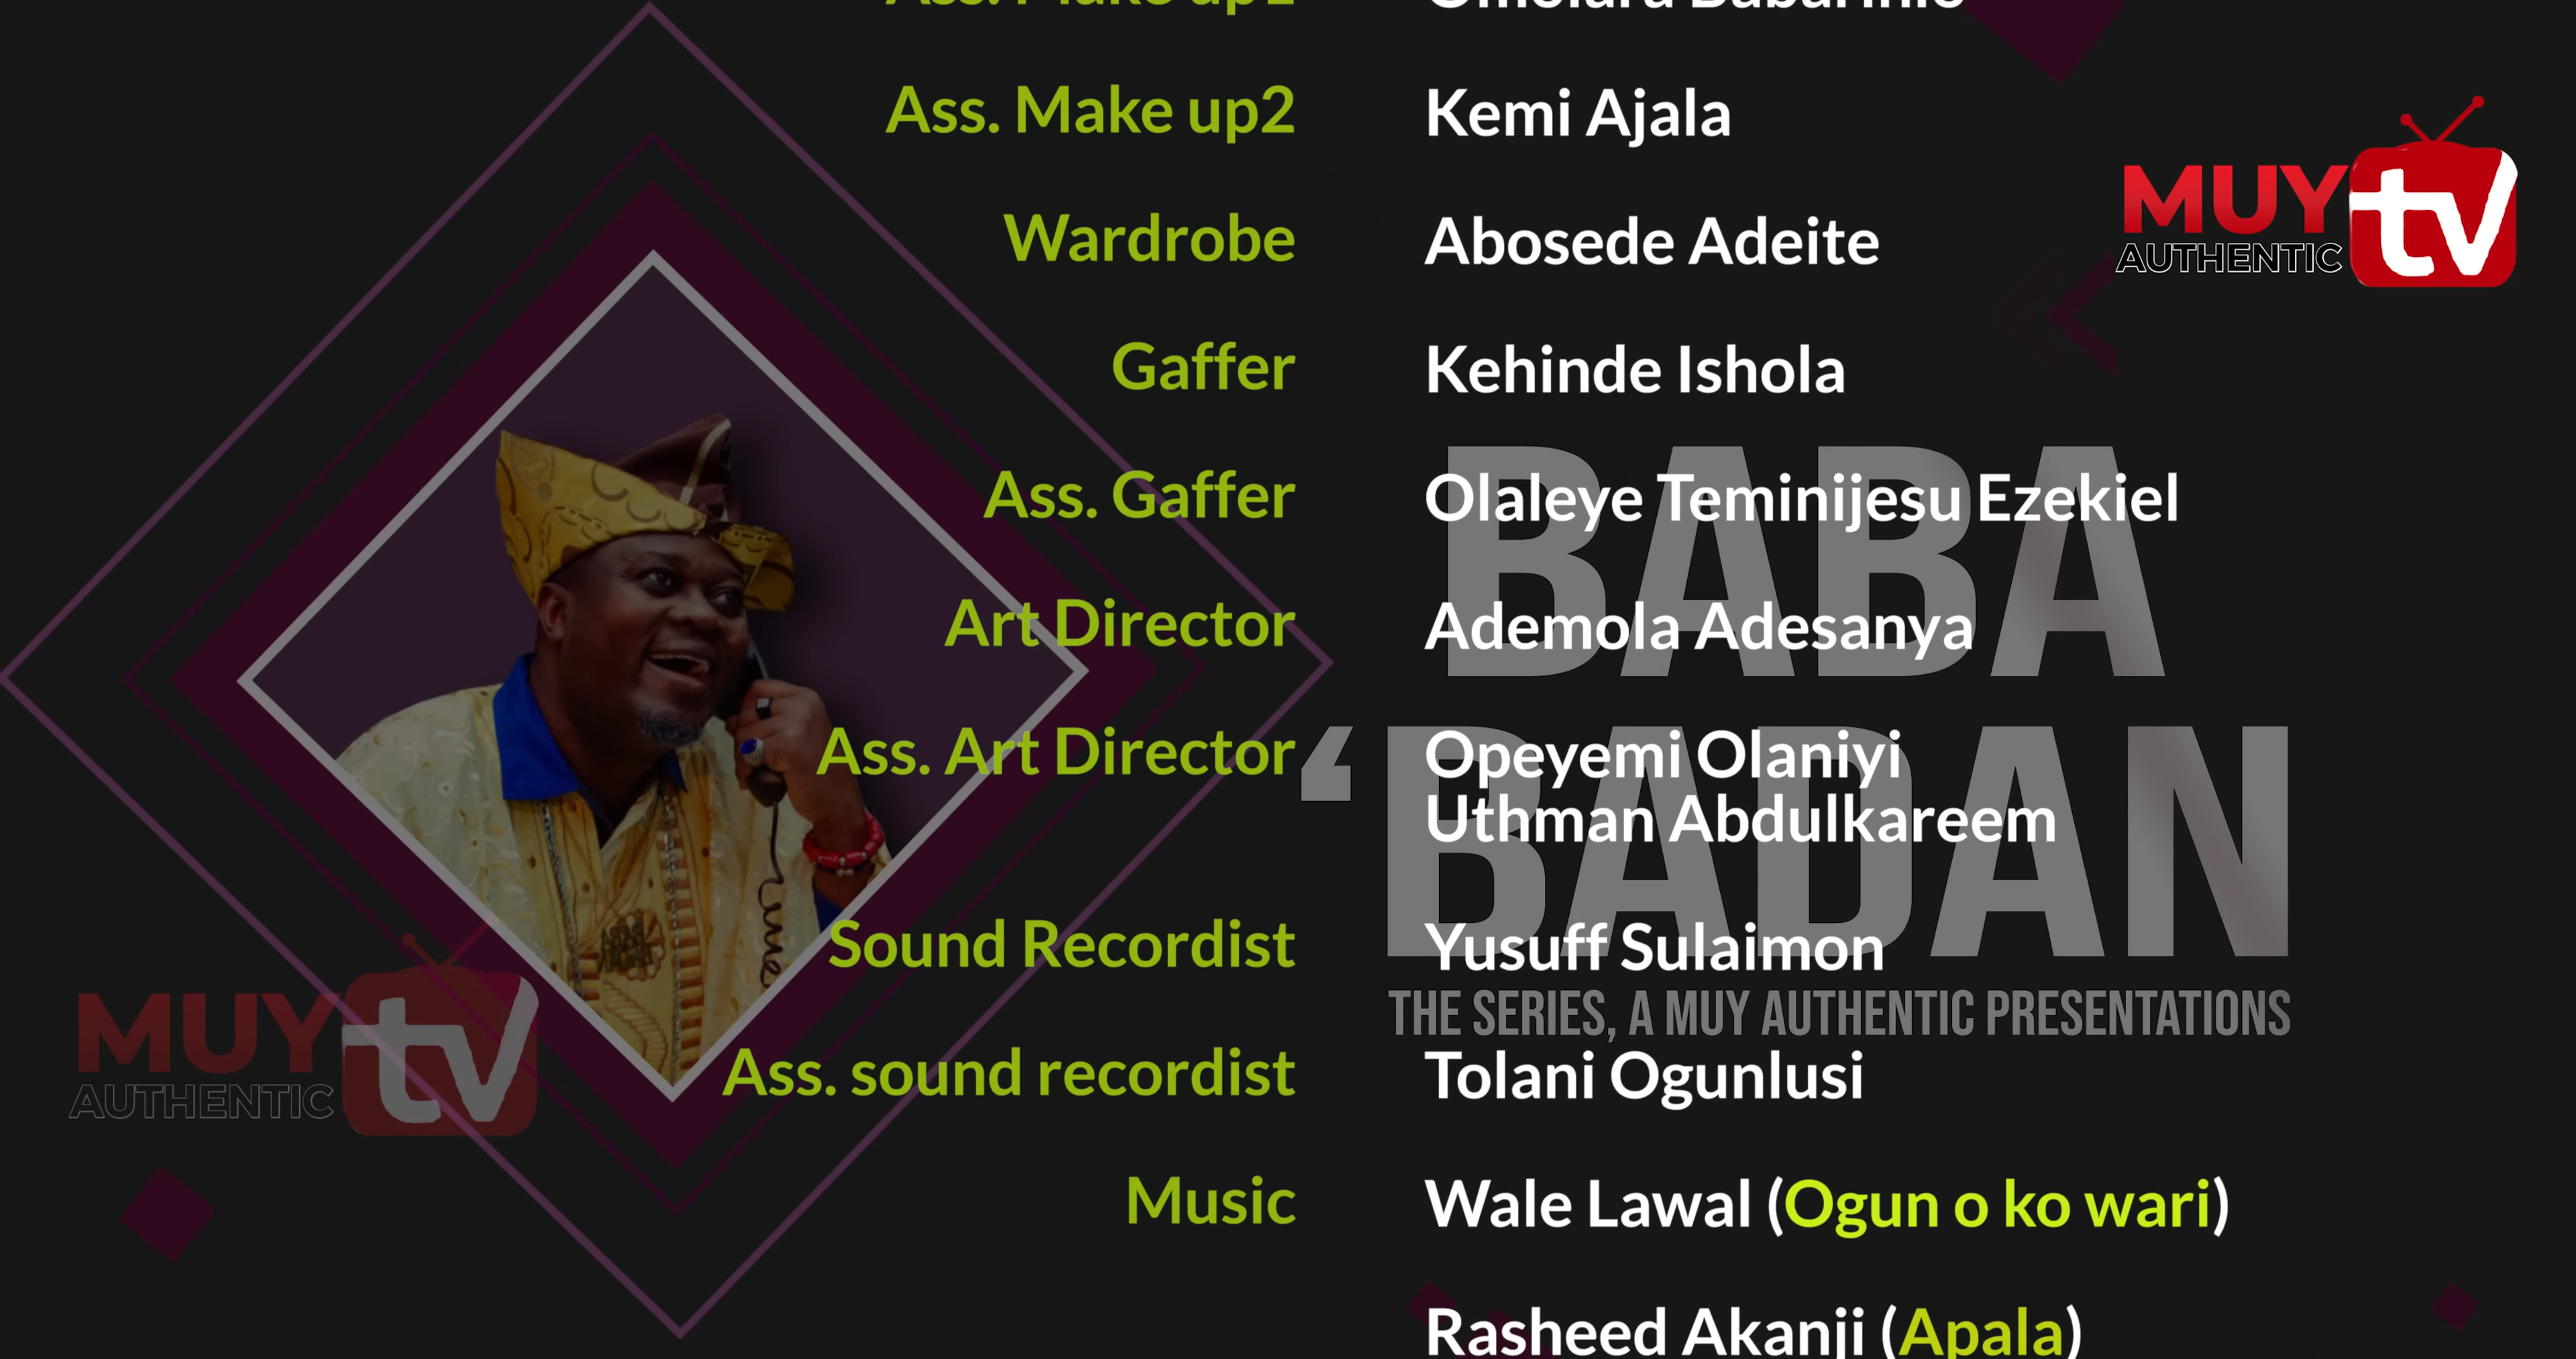 Ass. Make up2 Kemi Ajala
MUY tv
AUTHENTIC
Wardrobe Abosede Adeite
Gaffer Kehinde Ishola
Ass. Gaffer Olaleye Teminijesu Ezekiel
BABA
Art Director Ademola Adesanya
Ass. Art Director Opeyemi Olaniyi
Uthman Abdulkareem
‘BADAN
Sound Recordist Yusuff Sulaimon
THE SERIES, A MUY AUTHENTIC PRESENTATIONS
MUY tv
AUTHENTIC
Ass. sound recordist Tolani Ogunlusi
Music Wale Lawal (Ogun o ko wari)
Rasheed Akanji (Apala)